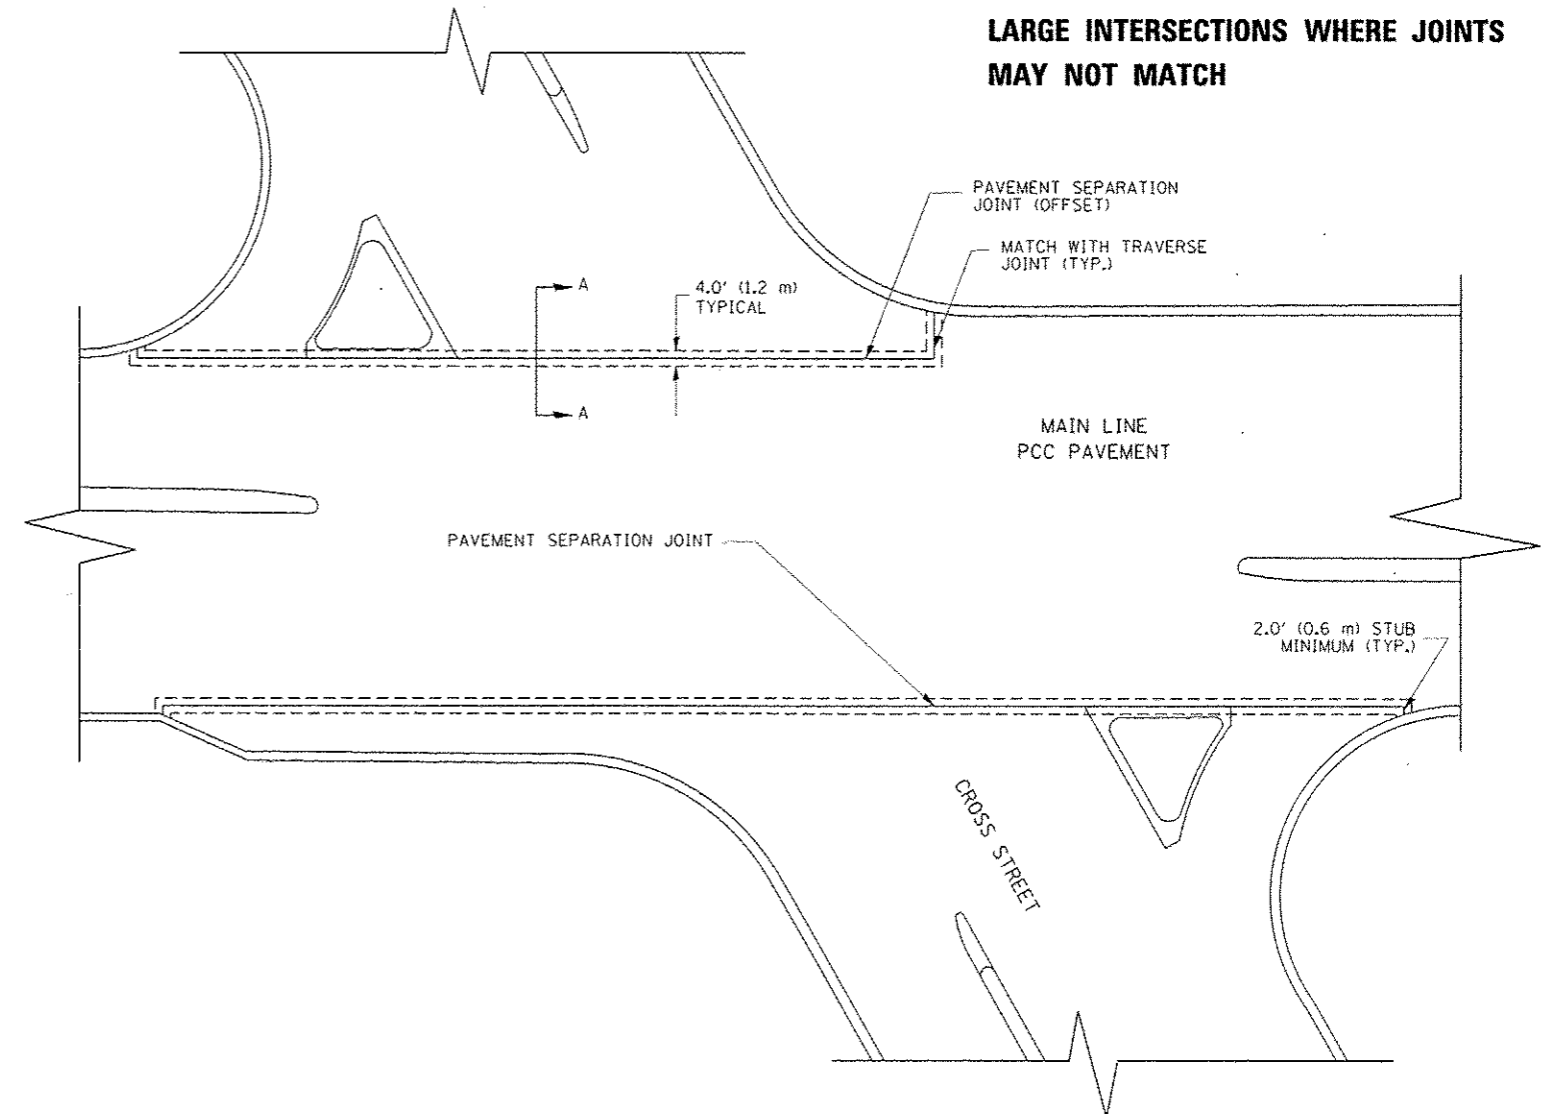 LARGE INTERSECTIONS WHERE JOINTS
MAY NOT MATCH
PAVEMENT SEPARATION
JOINT (OFFSET)
MATCH WITH TRAVERSE
JOINT (TYP.)
A
4.0' (1.2 m)
TYPICAL
A
MAIN LINE
PCC PAVEMENT
PAVEMENT SEPARATION JOINT
2.0' (0.6 m) STUB
MINIMUM (TYP.)
CROSS STREET